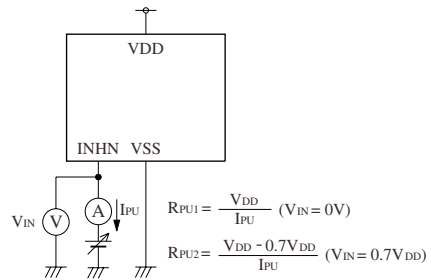 VDD
INHN VSS
VIN V A IPU
RPU1 = VDD / IPU (VIN = 0V)
RPU2 = VDD - 0.7VDD / IPU (VIN = 0.7VDD)